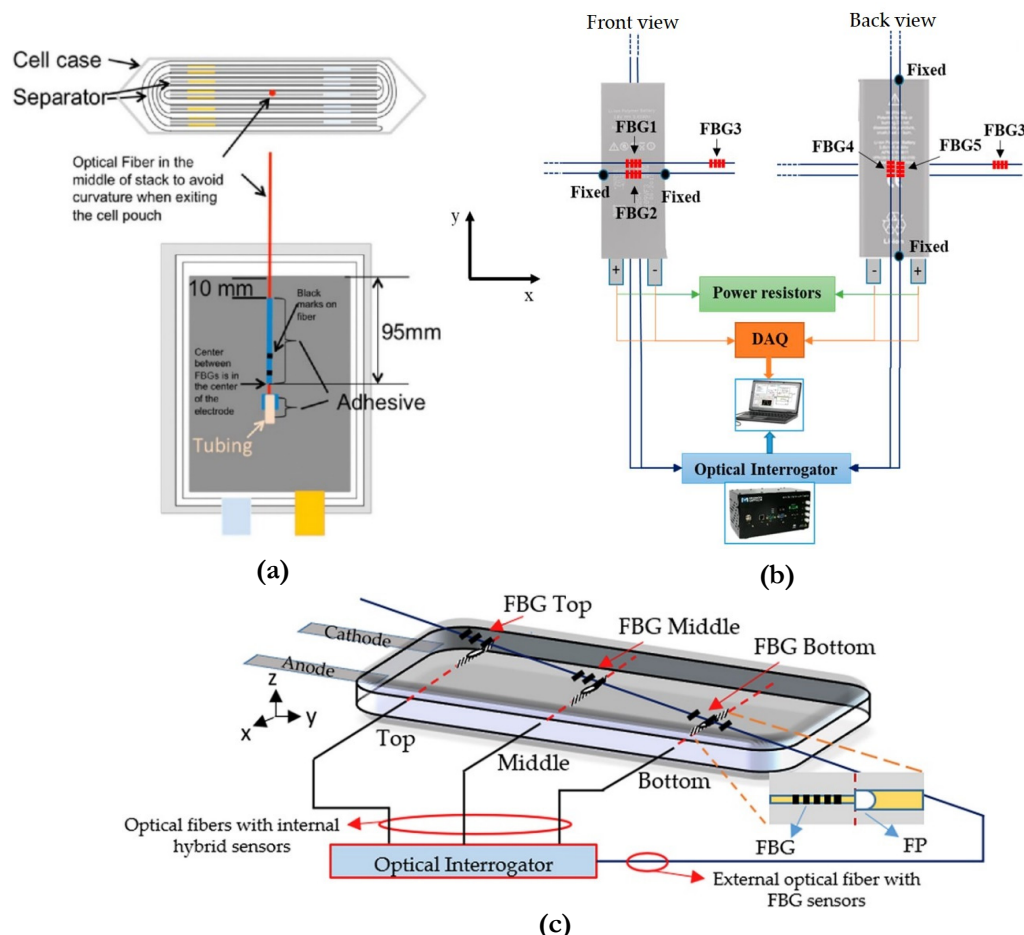 Cell case
Separator
Optical Fiber in the
middle of stack to avoid
curvature when exiting
the cell pouch
10 mm
Black
marks on
fiber
95mm
Center
between
FBGs is in
the center
of the
electrode
Adhesive
Tubing
(a)
Front view
Back view
Fixed
FBG1
FBG3
FBG4
FBG5
FBG3
Fixed
Fixed
FBG2
Fixed
y
x
+
-
-
+
Power resistors
DAQ
Optical Interrogator
(b)
FBG Top
FBG Middle
FBG Bottom
Cathode
Anode
z
y
x
Top
Middle
Bottom
Optical fibers with internal
hybrid sensors
FBG
FP
Optical Interrogator
External optical fiber with
FBG sensors
(c)